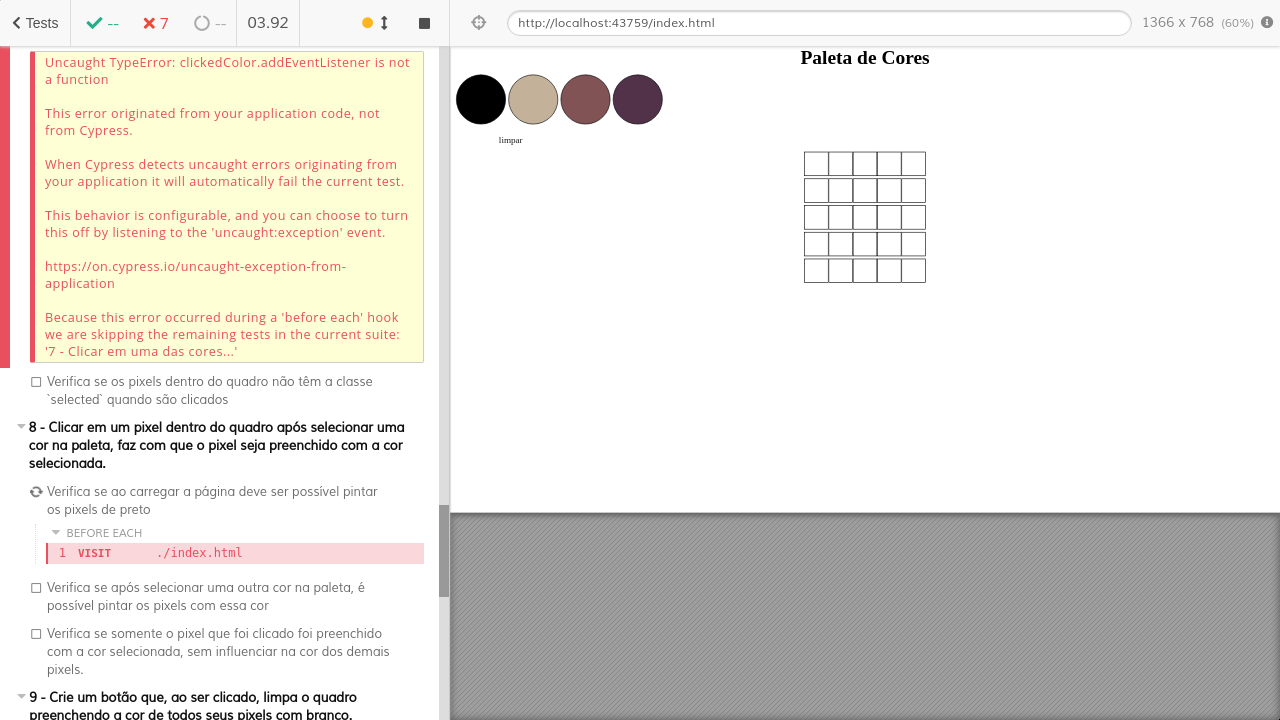 Tests
--
7
--
03.92
http://localhost:43759/index.html
1366 x 768 (60%)
Uncaught TypeError: clickedColor.addEventListener is not
a function
This error originated from your application code, not
from Cypress.
When Cypress detects uncaught errors originating from
your application it will automatically fail the current test.
This behavior is configurable, and you can choose to turn
this off by listening to the 'uncaught:exception' event.
https://on.cypress.io/uncaught-exception-from-
application
Because this error occurred during a 'before each' hook
we are skipping the remaining tests in the current suite:
'7 - Clicar em uma das cores...'
Verifica se os pixels dentro do quadro não têm a classe
`selected` quando são clicados
8 - Clicar em um pixel dentro do quadro após selecionar uma
cor na paleta, faz com que o pixel seja preenchido com a cor
selecionada.
Verifica se ao carregar a página deve ser possível pintar
os pixels de preto
BEFORE EACH
1 VISIT ./index.html
Verifica se após selecionar uma outra cor na paleta, é
possível pintar os pixels com essa cor
Verifica se somente o pixel que foi clicado foi preenchido
com a cor selecionada, sem influenciar na cor dos demais
pixels.
9 - Crie um botão que, ao ser clicado, limpa o quadro
preenchendo a cor de todos seus pixels com branco.
Paleta de Cores
limpar